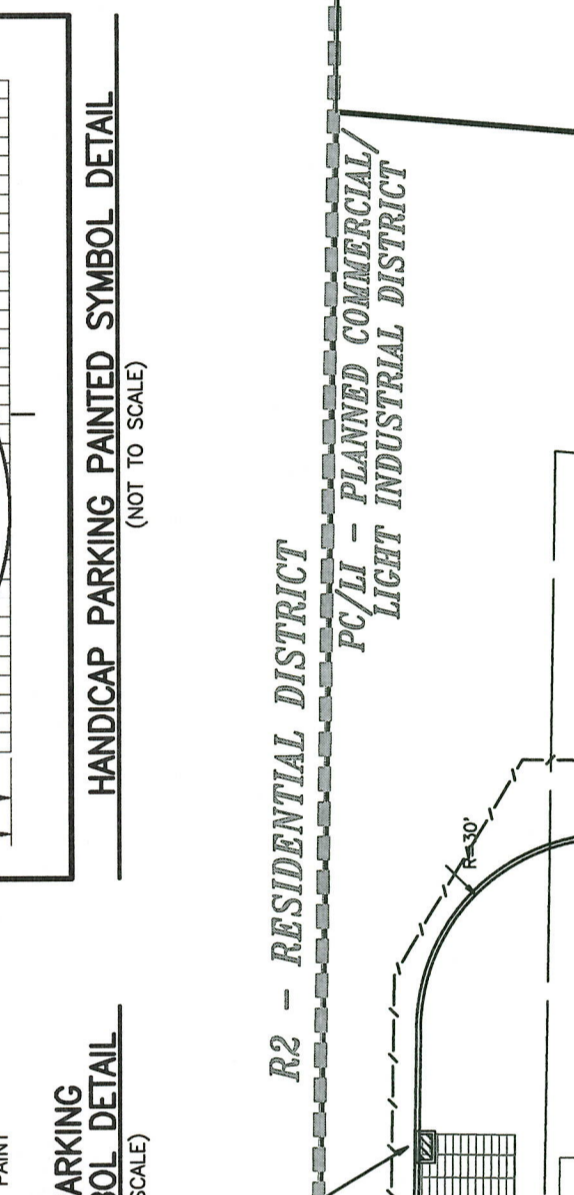 HANDICAP PARKING PAINTED SYMBOL DETAIL
(NOT TO SCALE)
PAINT
ARKING
BOL DETAIL
SCALE)
R2 - RESIDENTIAL DISTRICT
PC/LI - PLANNED COMMERCIAL/
LIGHT INDUSTRIAL DISTRICT
R=30'